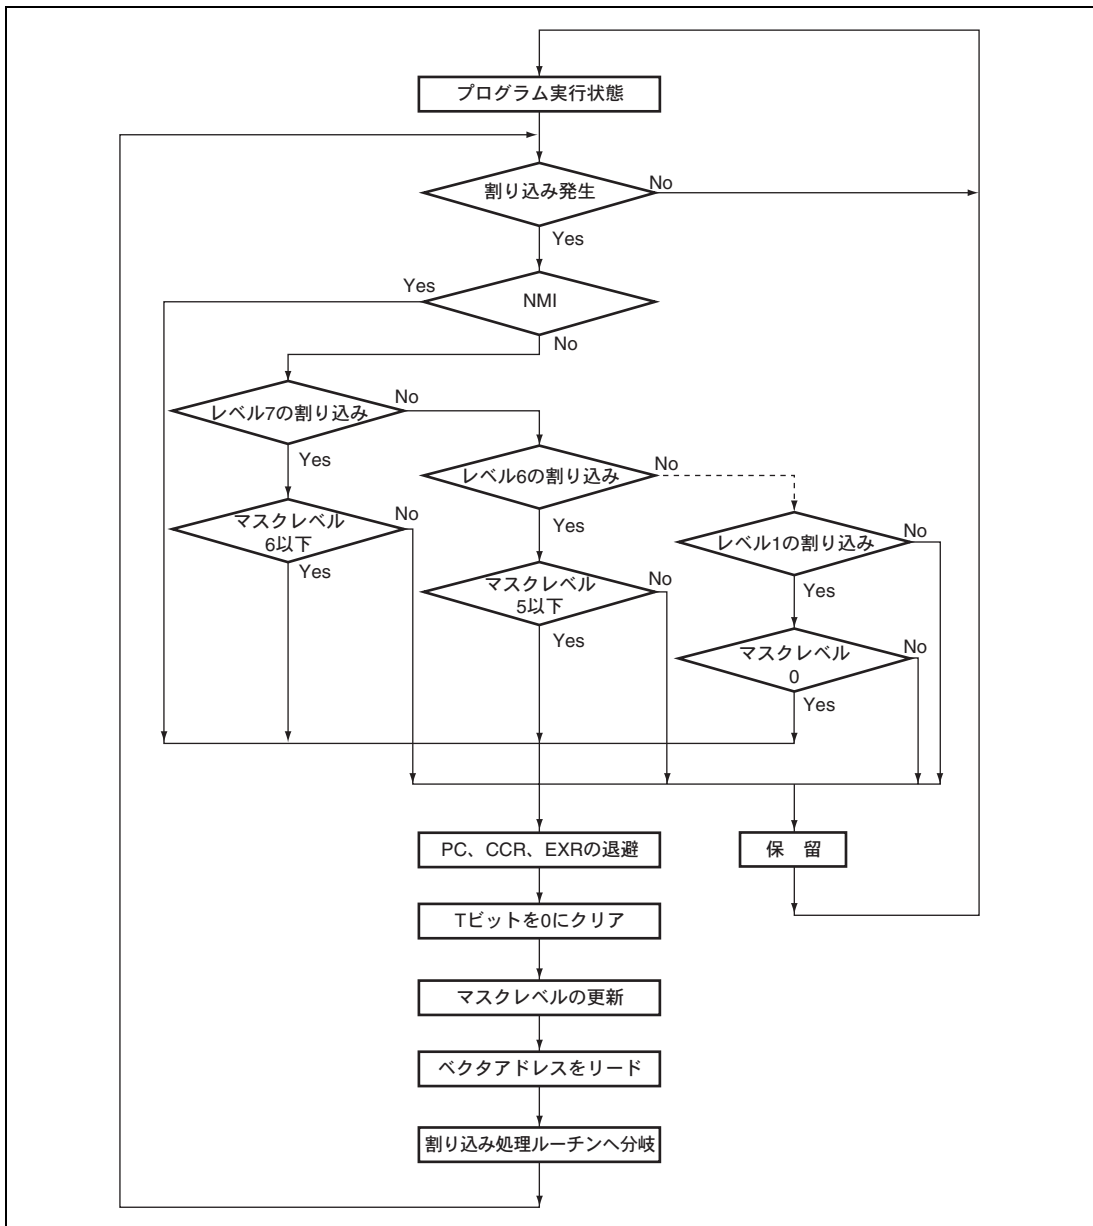 プログラム実行状態
割り込み発生
No
Yes
Yes
NMI
No
レベル7の割り込み
No
Yes
レベル6の割り込み
No
Yes
マスクレベル
6以下
No
Yes
レベル1の割り込み
No
Yes
マスクレベル
5以下
No
Yes
マスクレベル
0
No
Yes
PC、CCR、EXRの退避
保 留
Tビットを0にクリア
マスクレベルの更新
ベクタアドレスをリード
割り込み処理ルーチンへ分岐